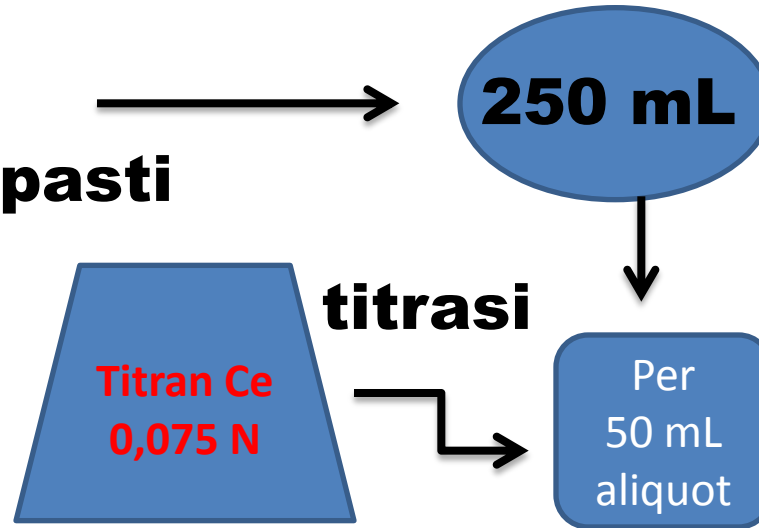 250 mL
pasti
titrasi
Titran Ce
0,075 N
Per
50 mL
aliquot